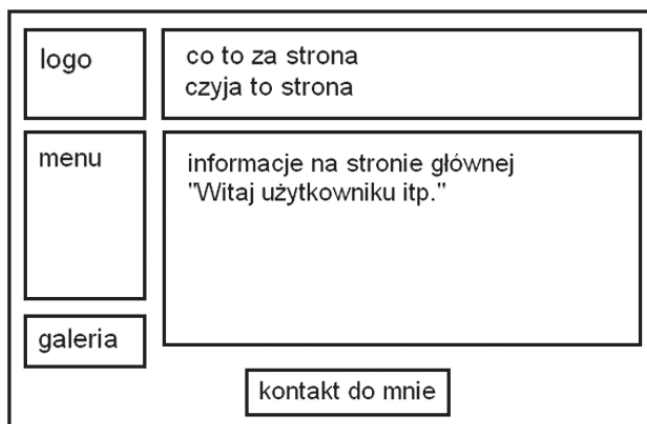 logo
co to za strona
czyja to strona
menu
informacje na stronie głównej
"Witaj użytkowniku itp."
galeria
kontakt do mnie